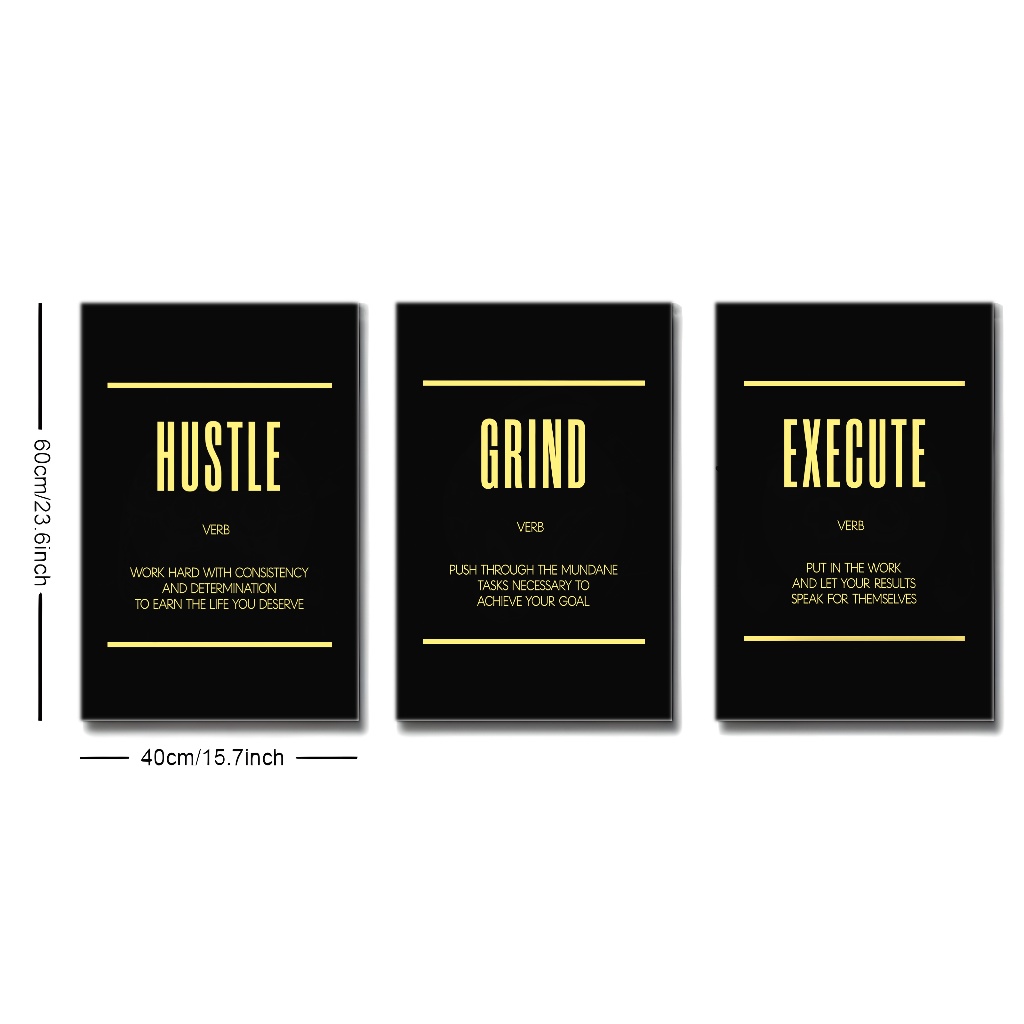 HUSTLE
VERB
WORK HARD WITH CONSISTENCY
AND DETERMINATION
TO EARN THE LIFE YOU DESERVE
GRIND
VERB
PUSH THROUGH THE MUNDANE
TASKS NECESSARY TO
ACHIEVE YOUR GOAL
EXECUTE
VERB
PUT IN THE WORK
AND LET YOUR RESULTS
SPEAK FOR THEMSELVES
60cm/23.6inch
40cm/15.7inch